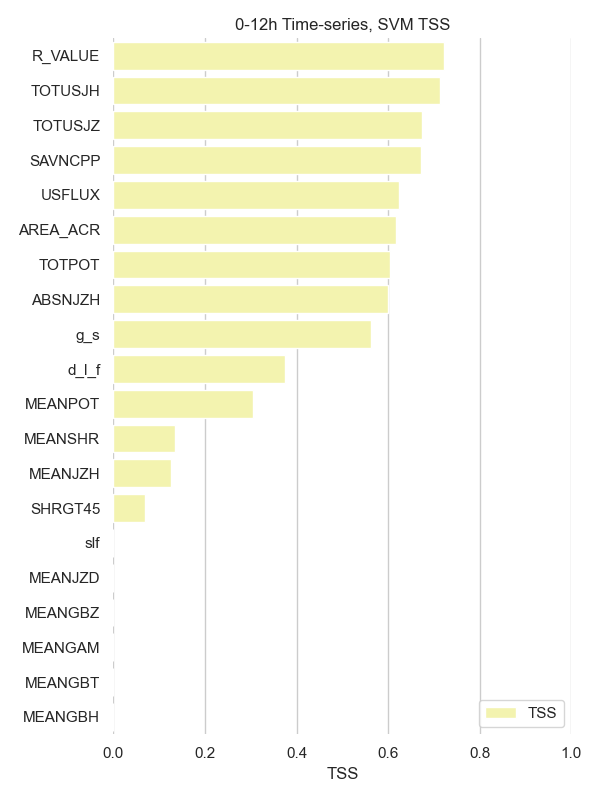 0-12h Time-series, SVM TSS
R_VALUE
TOTUSJH
TOTUSJZ
SAVNCPP
USFLUX
AREA_ACR
TOTPOT
ABSNJZH
g_s
d_l_f
MEANPOT
MEANSHR
MEANJZH
SHRGT45
slf
MEANJZD
MEANGBZ
MEANGAM
MEANGBT
MEANGBH
TSS
0.0 0.2 0.4 0.6 0.8 1.0
TSS